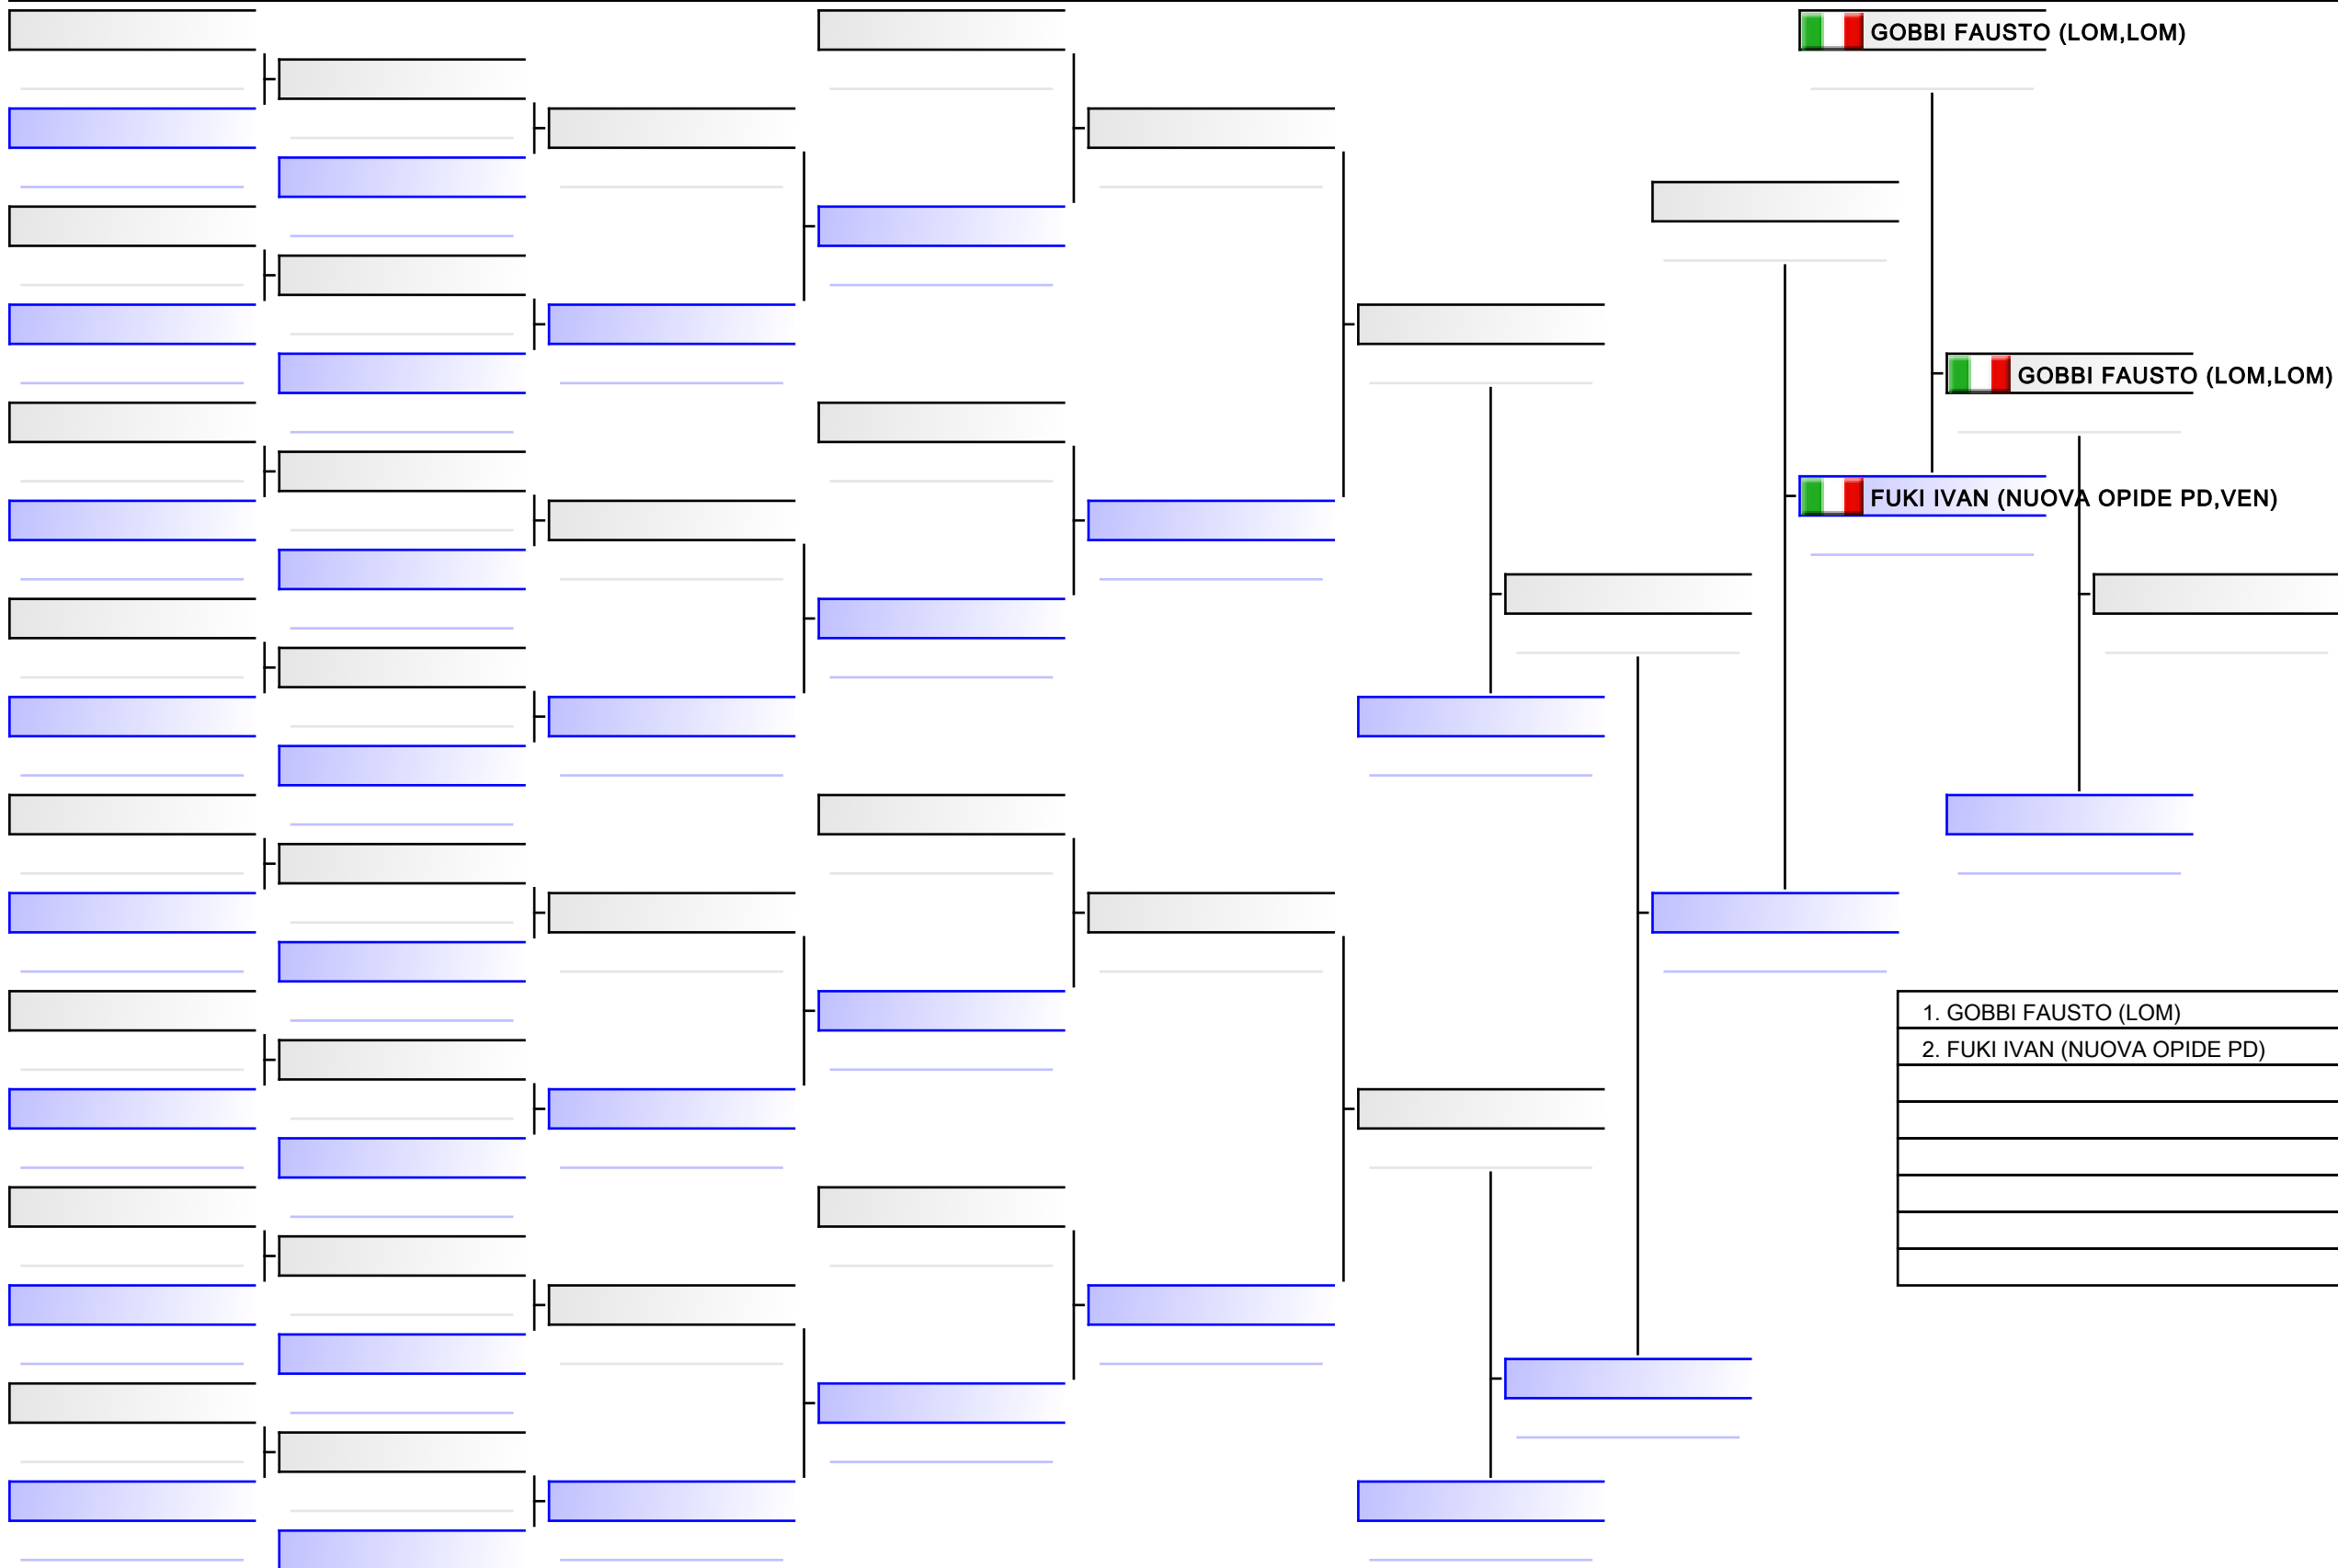 GOBBI FAUSTO (LOM,LOM)
GOBBI FAUSTO (LOM,LOM)
FUKI IVAN (NUOVA OPIDE PD,VEN)
1. GOBBI FAUSTO (LOM)
2. FUKI IVAN (NUOVA OPIDE PD)